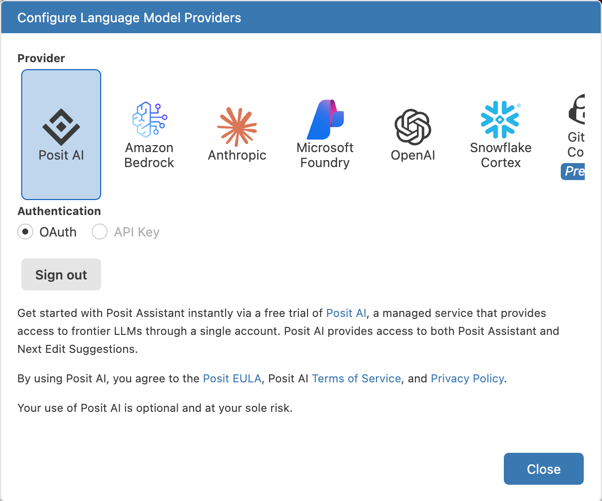 Configure Language Model Providers
Provider
Posit AI
Amazon
Bedrock
Anthropic
Microsoft
Foundry
OpenAI
Snowflake
Cortex
Git
Co
Pre
Authentication
OAuth
API Key
Sign out
Get started with Posit Assistant instantly via a free trial of Posit AI, a managed service that provides
access to frontier LLMs through a single account. Posit AI provides access to both Posit Assistant and
Next Edit Suggestions.
By using Posit AI, you agree to the Posit EULA, Posit AI Terms of Service, and Privacy Policy.
Your use of Posit AI is optional and at your sole risk.
Close